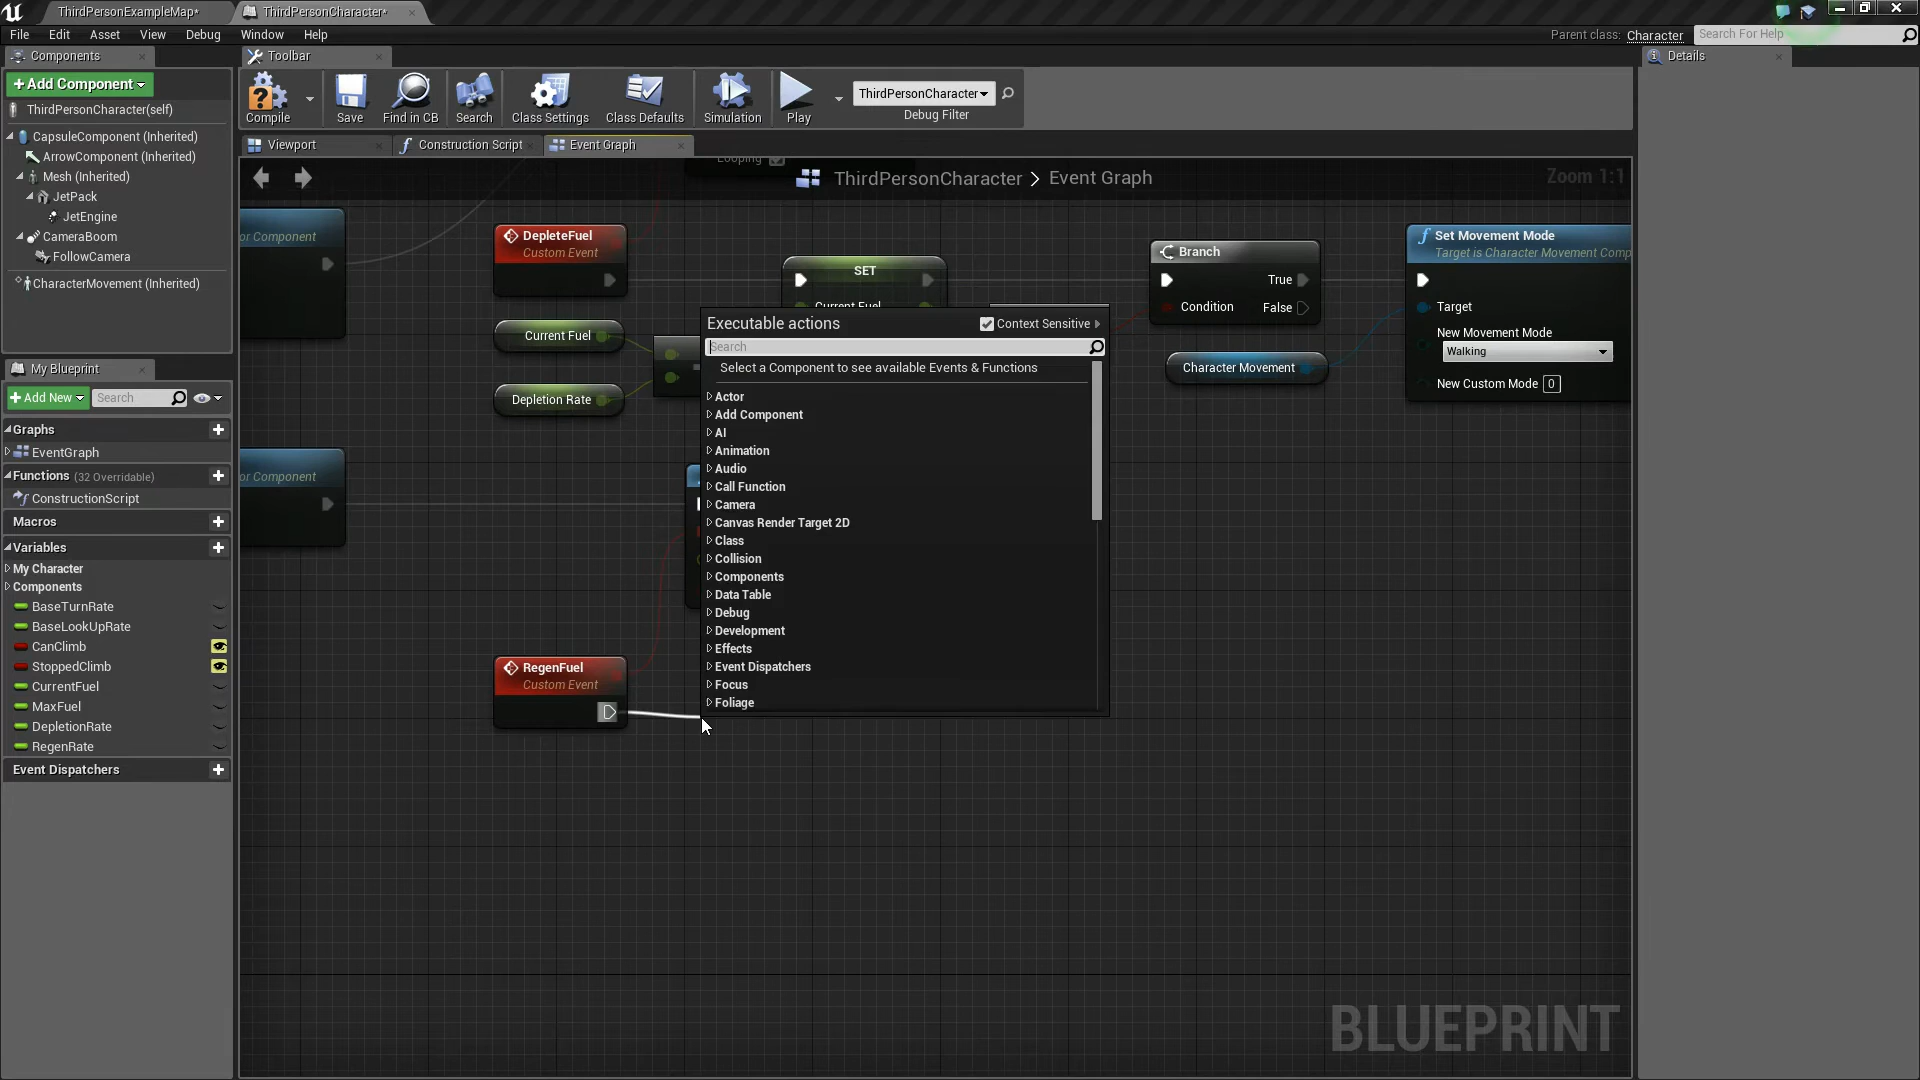 ThirdPersonExampleMap*
ThirdPersonCharacter*
File Edit Asset View Debug Window Help
Parent class: Character
Search For Help
Components
Toolbar
Details
+ Add Component
ThirdPersonCharacter(self)
CapsuleComponent (Inherited)
ArrowComponent (Inherited)
Mesh (Inherited)
JetPack
JetEngine
CameraBoom
FollowCamera
CharacterMovement (Inherited)
Compile
Save
Find in CB
Search
Class Settings
Class Defaults
Simulation
Play
ThirdPersonCharacter
Debug Filter
Viewport
Construction Script
Event Graph
Looping
ThirdPersonCharacter > Event Graph
Zoom 1:1
My Blueprint
+ Add New
Search
Graphs
EventGraph
Functions (32 Overridable)
ConstructionScript
Macros
Variables
My Character
Components
BaseTurnRate
BaseLookUpRate
CanClimb
StoppedClimb
CurrentFuel
MaxFuel
DepletionRate
RegenRate
Event Dispatchers
or Component
or Component
DepleteFuel
Custom Event
Current Fuel
Depletion Rate
SET
Current Fuel
Branch
True
Condition
False
Character Movement
Set Movement Mode
Target is Character Movement Comp
Target
New Movement Mode
Walking
New Custom Mode 0
RegenFuel
Custom Event
Executable actions
Context Sensitive
Search
Select a Component to see available Events & Functions
Actor
Add Component
AI
Animation
Audio
Call Function
Camera
Canvas Render Target 2D
Class
Collision
Components
Data Table
Debug
Development
Effects
Event Dispatchers
Focus
Foliage
BLUEPRINT